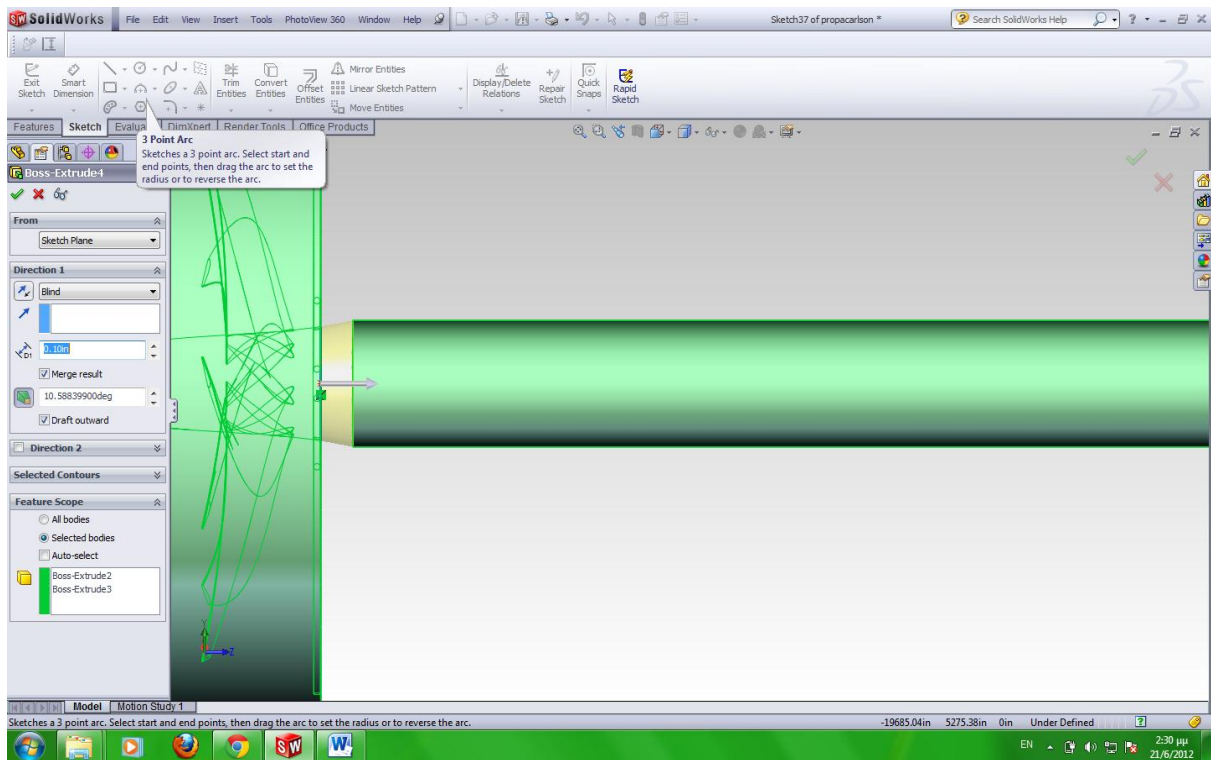 SolidWorks File Edit View Insert Tools PhotoView 360 Window Help Sketch37 of propacarlson * Search SolidWorks Help ?
Exit Sketch
Smart Dimension
Trim Entities
Convert Entities
Offset Entities
Mirror Entities
Linear Sketch Pattern
Move Entities
Display/Delete Relations
Repair Sketch
Quick Snaps
Rapid Sketch
Features Sketch Evalua DimXpert Render Tools Office Products
3 Point Arc
Sketches a 3 point arc. Select start and
end points, then drag the arc to set the
radius or to reverse the arc.
Boss-Extrude4
From
Sketch Plane
Direction 1
Blind
D1 0.10in
Merge result
10.58839900deg
Draft outward
Direction 2
Selected Contours
Feature Scope
All bodies
Selected bodies
Auto-select
Boss-Extrude2
Boss-Extrude3
Y
Z
Model Motion Study 1
Sketches a 3 point arc. Select start and end points, then drag the arc to set the radius or to reverse the arc. -19685.04in 5275.38in 0in Under Defined ?
SW W EN 2:30 μμ
21/6/2012